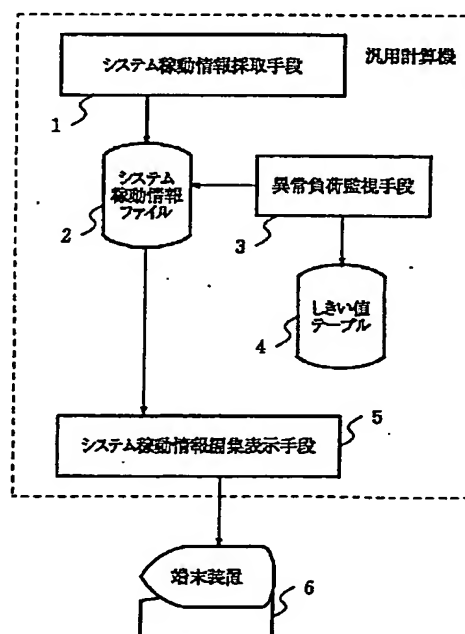 汎用計算機
システム稼動情報採取手段
1
システム
稼動情報
ファイル
2
異常負荷監視手段
3
しきい値
テーブル
4
システム稼動情報編集表示手段
5
端末装置
6